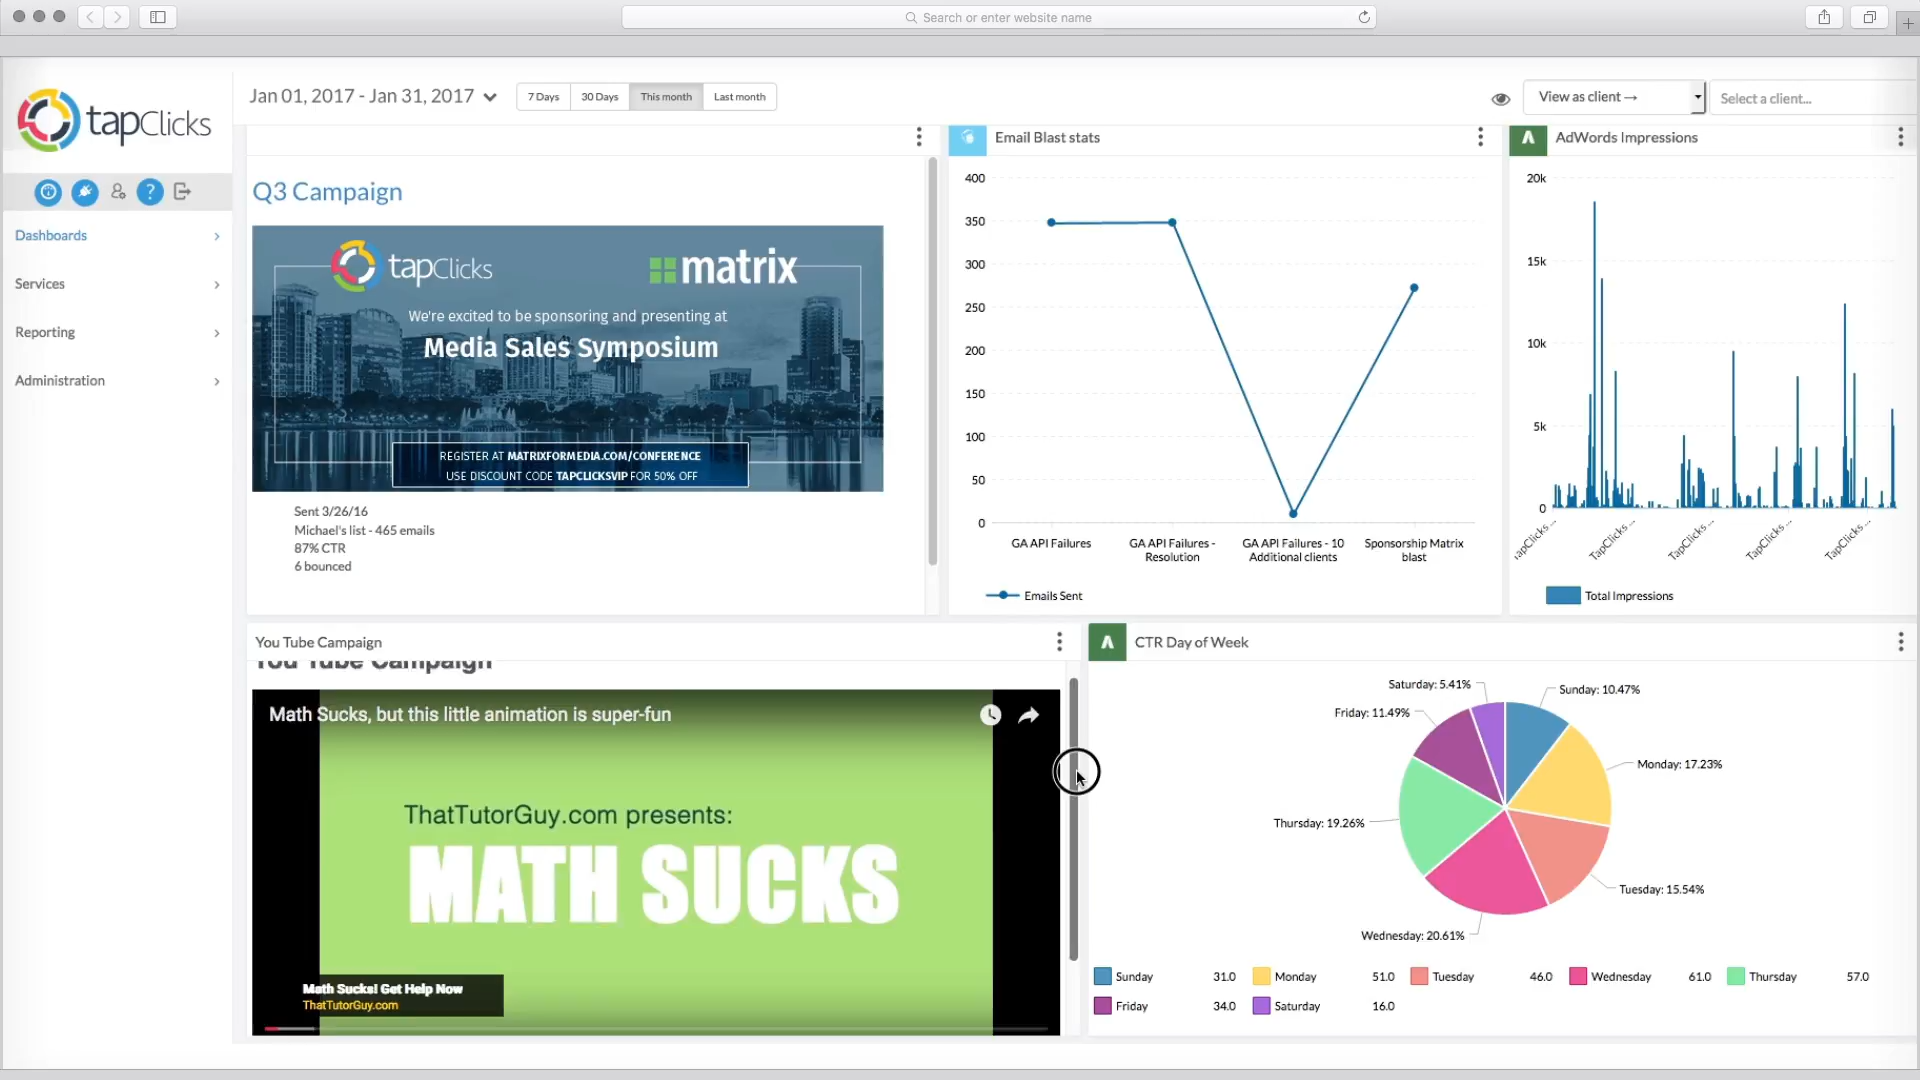 Search or enter website name
tapClicks
Jan 01, 2017 - Jan 31, 2017
7 Days
30 Days
This month
Last month
View as client →
Select a client...
Dashboards
Services
Reporting
Administration
Q3 Campaign
tapClicks
matrix
We're excited to be sponsoring and presenting at
Media Sales Symposium
REGISTER AT MATRIXFORMEDIA.COM/CONFERENCE
USE DISCOUNT CODE TAPCLICKSVIP FOR 50% OFF
Sent 3/26/16
Michael's list - 465 emails
87% CTR
6 bounced
Email Blast stats
400
350
300
250
200
150
100
50
0
GA API Failures
GA API Failures -
Resolution
GA API Failures - 10
Additional clients
Sponsorship Matrix
blast
Emails Sent
AdWords Impressions
20k
15k
10k
5k
0
TapClicks ...
TapClicks ...
TapClicks ...
TapClicks ...
Total Impressions
You Tube Campaign
You Tube Campaign
Math Sucks, but this little animation is super-fun
ThatTutorGuy.com presents:
MATH SUCKS
Math Sucks! Get Help Now
ThatTutorGuy.com
CTR Day of Week
Saturday: 5.41%
Sunday: 10.47%
Friday: 11.49%
Monday: 17.23%
Thursday: 19.26%
Tuesday: 15.54%
Wednesday: 20.61%
Sunday 31.0
Monday 51.0
Tuesday 46.0
Wednesday 61.0
Thursday 57.0
Friday 34.0
Saturday 16.0